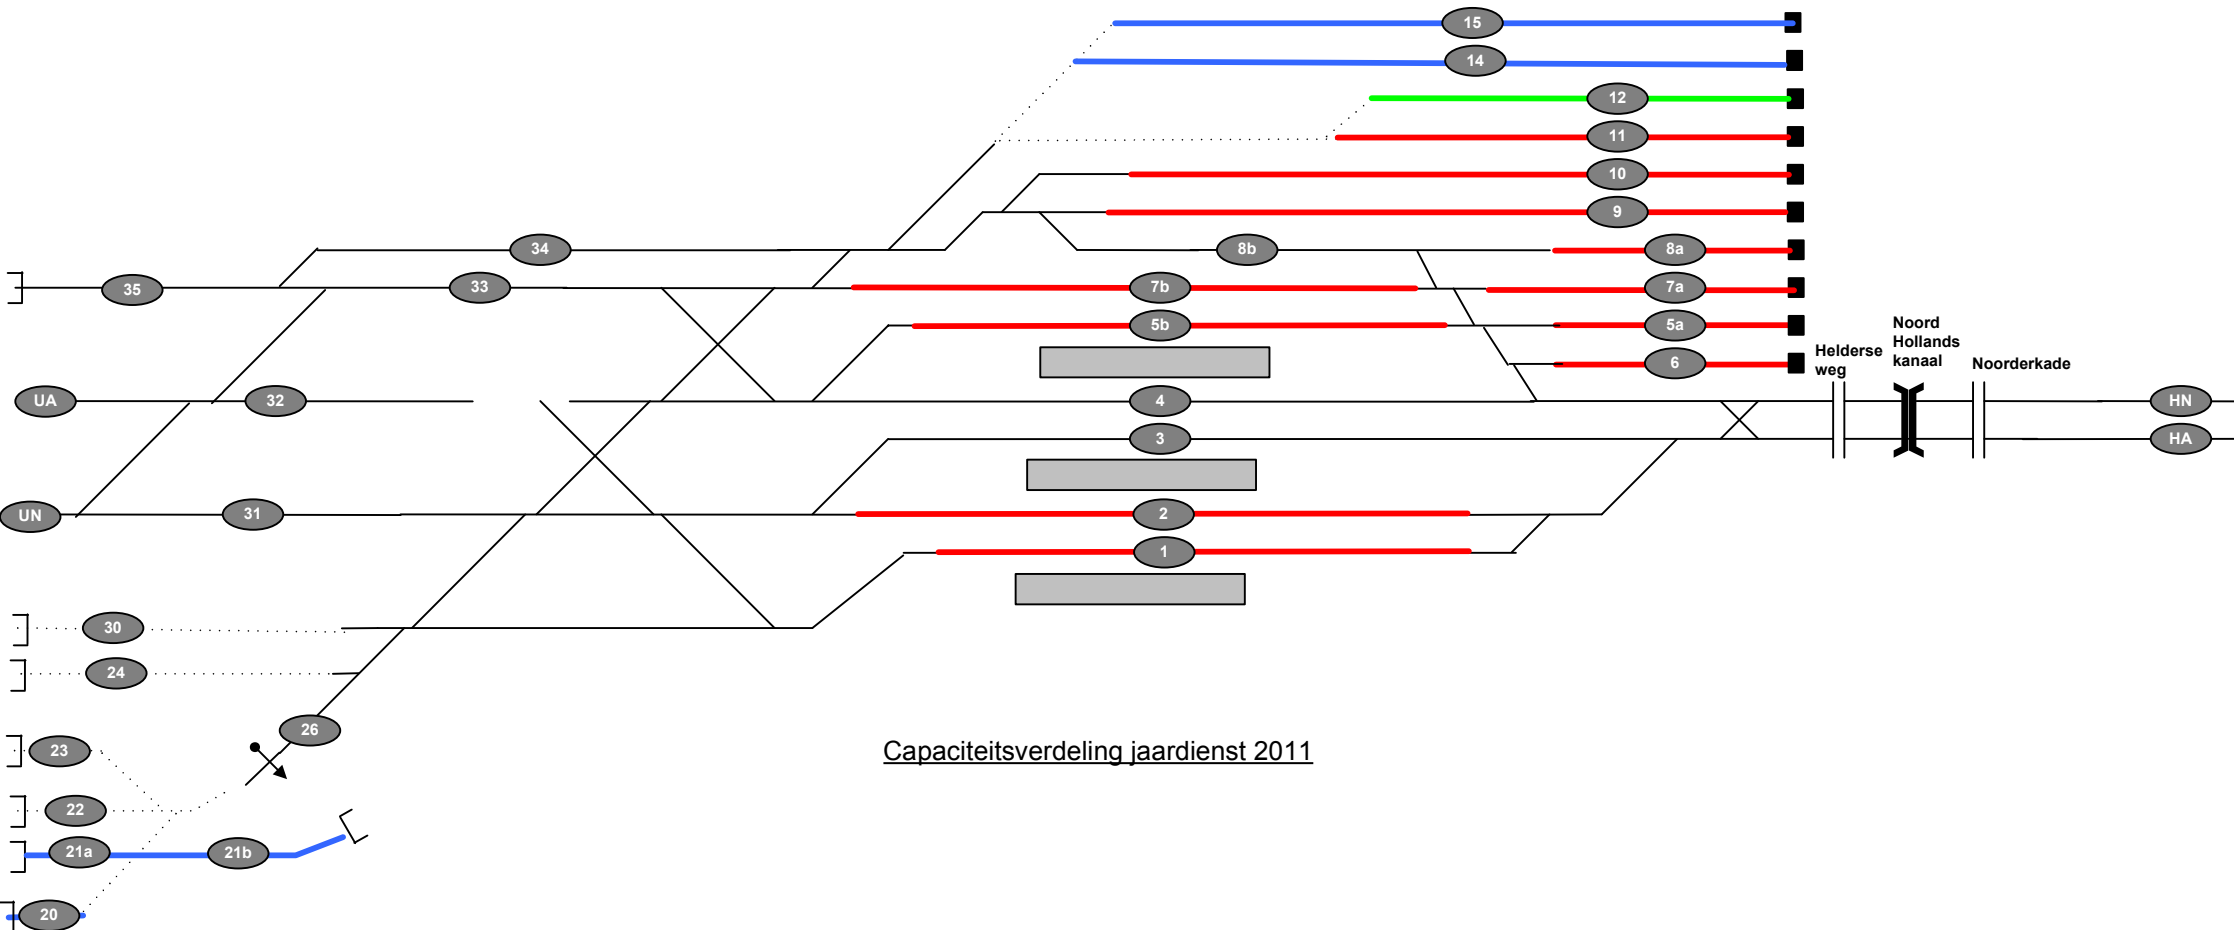 15
14
12
11
10
9
34
8b
8a
35
33
7b
7a
5b
5a
Noord
Hollands
kanaal
Helderse
weg
Noorderkade
6
UA
32
4
HN
3
HA
UN
31
2
1
30
24
26
23
Capaciteitsverdeling jaardienst 2011
22
21a
21b
20